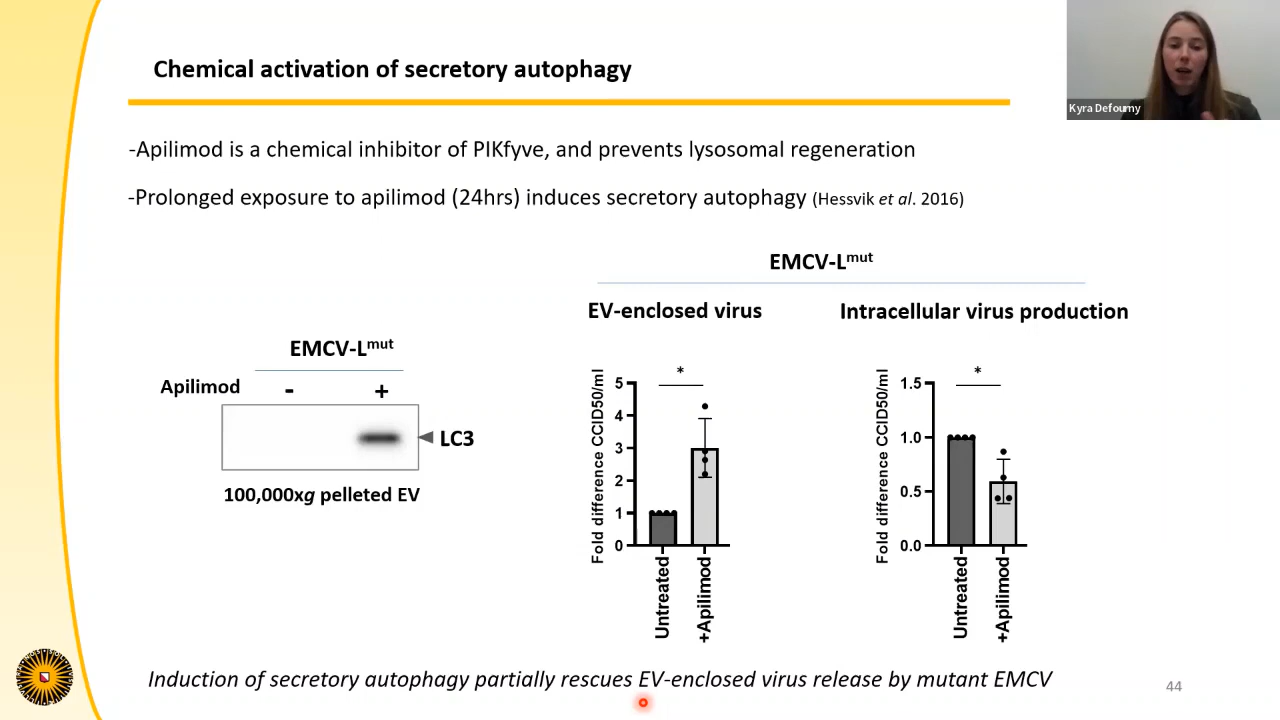 Chemical activation of secretory autophagy
Kyra Defourny
-Apilimod is a chemical inhibitor of PIKfyve, and prevents lysosomal regeneration
-Prolonged exposure to apilimod (24hrs) induces secretory autophagy (Hessvik et al. 2016)
EMCV-Lmut
EV-enclosed virus
Intracellular virus production
EMCV-Lmut
Apilimod - +
LC3
100,000xg pelleted EV
Fold difference CCID50/ml
5
4
3
2
1
0
*
Untreated
+Apilimod
Fold difference CCID50/ml
1.5
1.0
0.5
0.0
*
Untreated
+Apilimod
Induction of secretory autophagy partially rescues EV-enclosed virus release by mutant EMCV
44